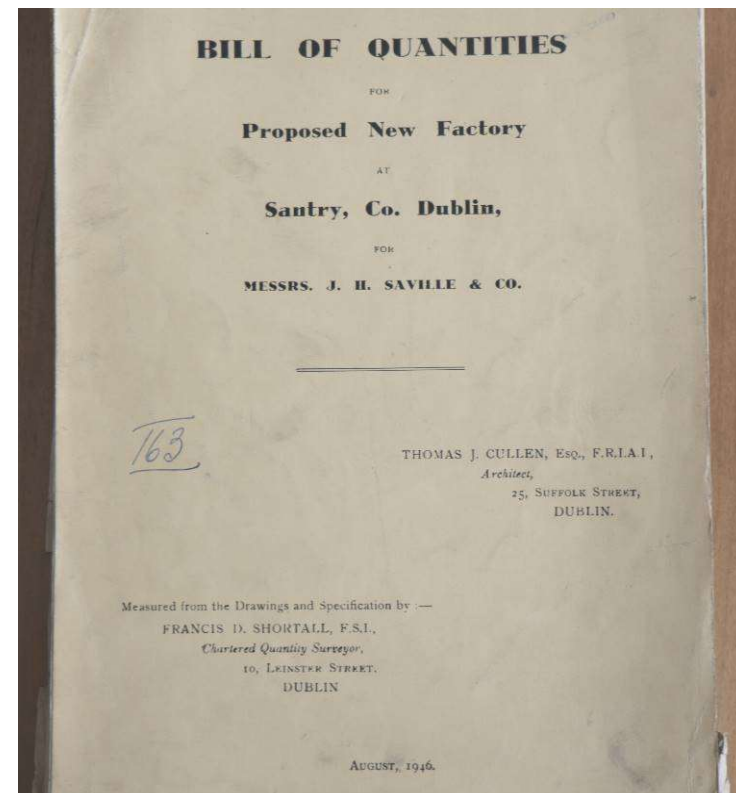 BILL OF QUANTITIES
FOR
Proposed New Factory
AT
Santry, Co. Dublin,
FOR
MESSRS. J. H. SAVILLE & CO.
163
THOMAS J. CULLEN, Esq., F.R.I.A.I,
Architect,
25, Suffolk Street,
DUBLIN.
Measured from the Drawings and Specification by :—
FRANCIS D. SHORTALL, F.S.I.,
Chartered Quantity Surveyor,
10, Leinster Street.
DUBLIN
August, 1946.